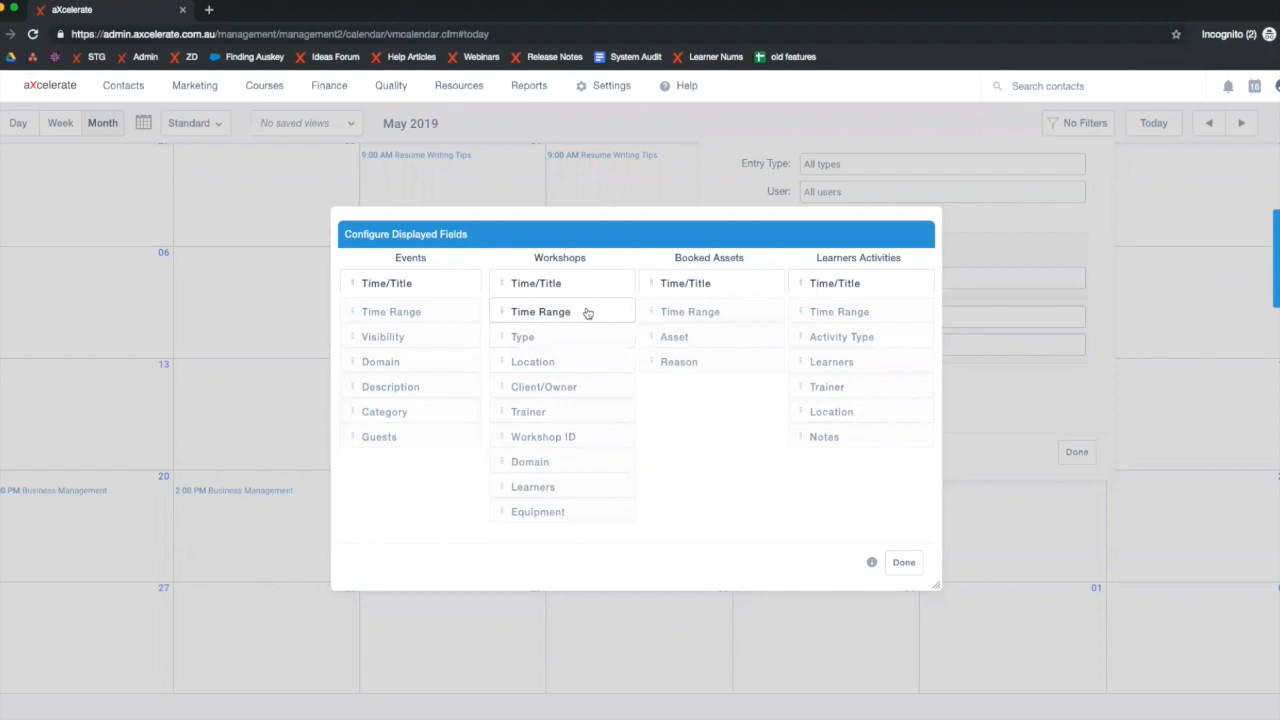 aXcelerate
https://admin.axcelerate.com.au/management/management2/calendar/vmcalendar.cfm#today
Incognito (2)
STG
Admin
ZD
Finding Auskey
Ideas Forum
Help Articles
Webinars
Release Notes
System Audit
Learner Nums
old features
aXcelerate
Contacts
Marketing
Courses
Finance
Quality
Resources
Reports
Settings
Help
Search contacts
16
Day
Week
Month
Standard
No saved views
May 2019
No Filters
Today
9:00 AM Resume Writing Tips
9:00 AM Resume Writing Tips
Entry Type:
All types
User:
All users
Configure Displayed Fields
Events
Workshops
Booked Assets
Learners Activities
Time/Title
Time/Title
Time/Title
Time/Title
Time Range
Time Range
Time Range
Time Range
Visibility
Type
Asset
Activity Type
Domain
Location
Reason
Learners
Description
Client/Owner
Trainer
Category
Trainer
Location
Guests
Workshop ID
Notes
Domain
Learners
Equipment
Done
Done
06
13
20
0 PM Business Management
2:00 PM Business Management
27
01